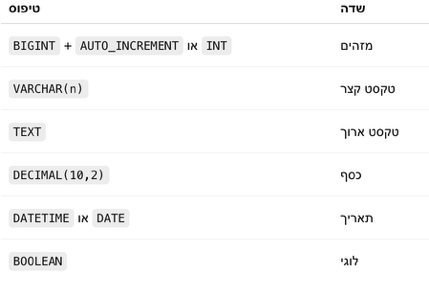 שדה טיפוס
מזהים INT או BIGINT + AUTO_INCREMENT
טקסט קצר VARCHAR(n)
טקסט ארוך TEXT
כסף DECIMAL(10,2)
תאריך DATE או DATETIME
לוגי BOOLEAN